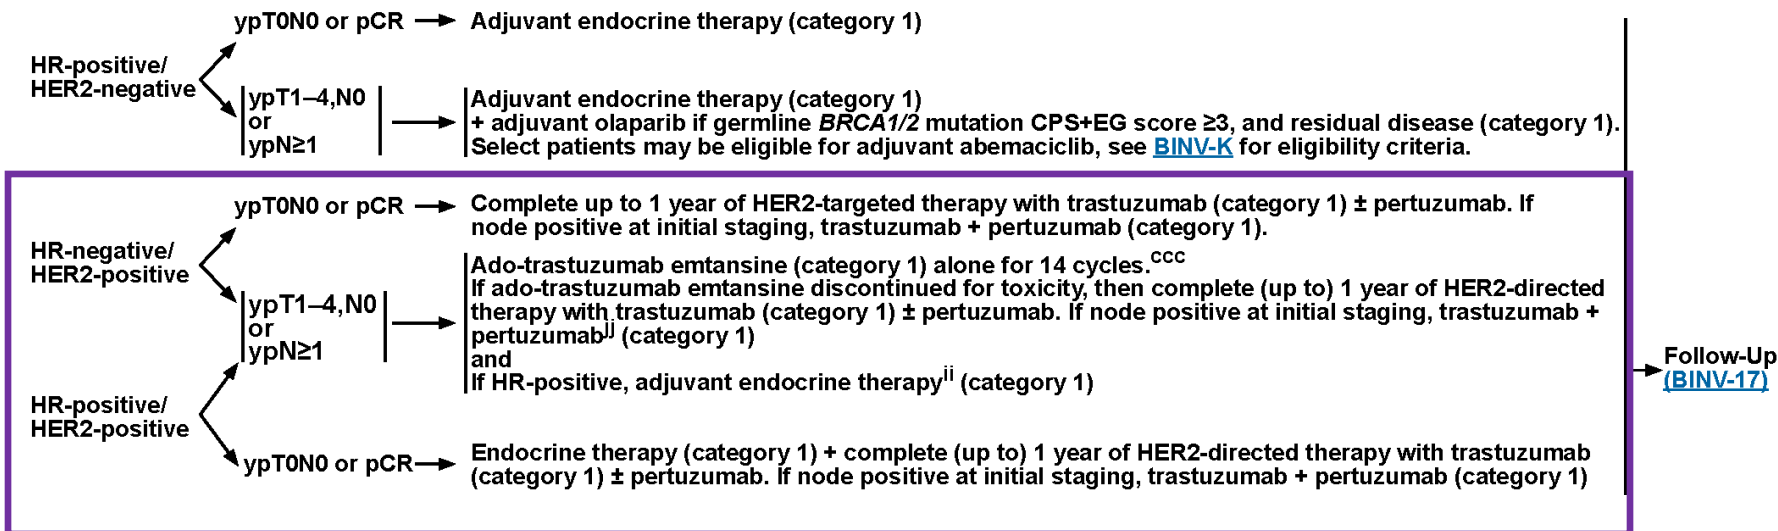 ypT0N0 or pCR
Adjuvant endocrine therapy (category 1)
HR-positive/
HER2-negative
ypT1–4,N0
or
ypN≥1
Adjuvant endocrine therapy (category 1)
+ adjuvant olaparib if germline BRCA1/2 mutation CPS+EG score ≥3, and residual disease (category 1).
Select patients may be eligible for adjuvant abemaciclib, see BINV-K for eligibility criteria.
ypT0N0 or pCR
Complete up to 1 year of HER2-targeted therapy with trastuzumab (category 1) ± pertuzumab. If
node positive at initial staging, trastuzumab + pertuzumab (category 1).
HR-negative/
HER2-positive
ypT1–4,N0
or
ypN≥1
Ado-trastuzumab emtansine (category 1) alone for 14 cycles.ccc
If ado-trastuzumab emtansine discontinued for toxicity, then complete (up to) 1 year of HER2-directed
therapy with trastuzumab (category 1) ± pertuzumab. If node positive at initial staging, trastuzumab +
pertuzumabjj (category 1)
and
If HR-positive, adjuvant endocrine therapyii (category 1)
HR-positive/
HER2-positive
ypT0N0 or pCR
Endocrine therapy (category 1) + complete (up to) 1 year of HER2-directed therapy with trastuzumab
(category 1) ± pertuzumab. If node positive at initial staging, trastuzumab + pertuzumab (category 1)
Follow-Up
(BINV-17)